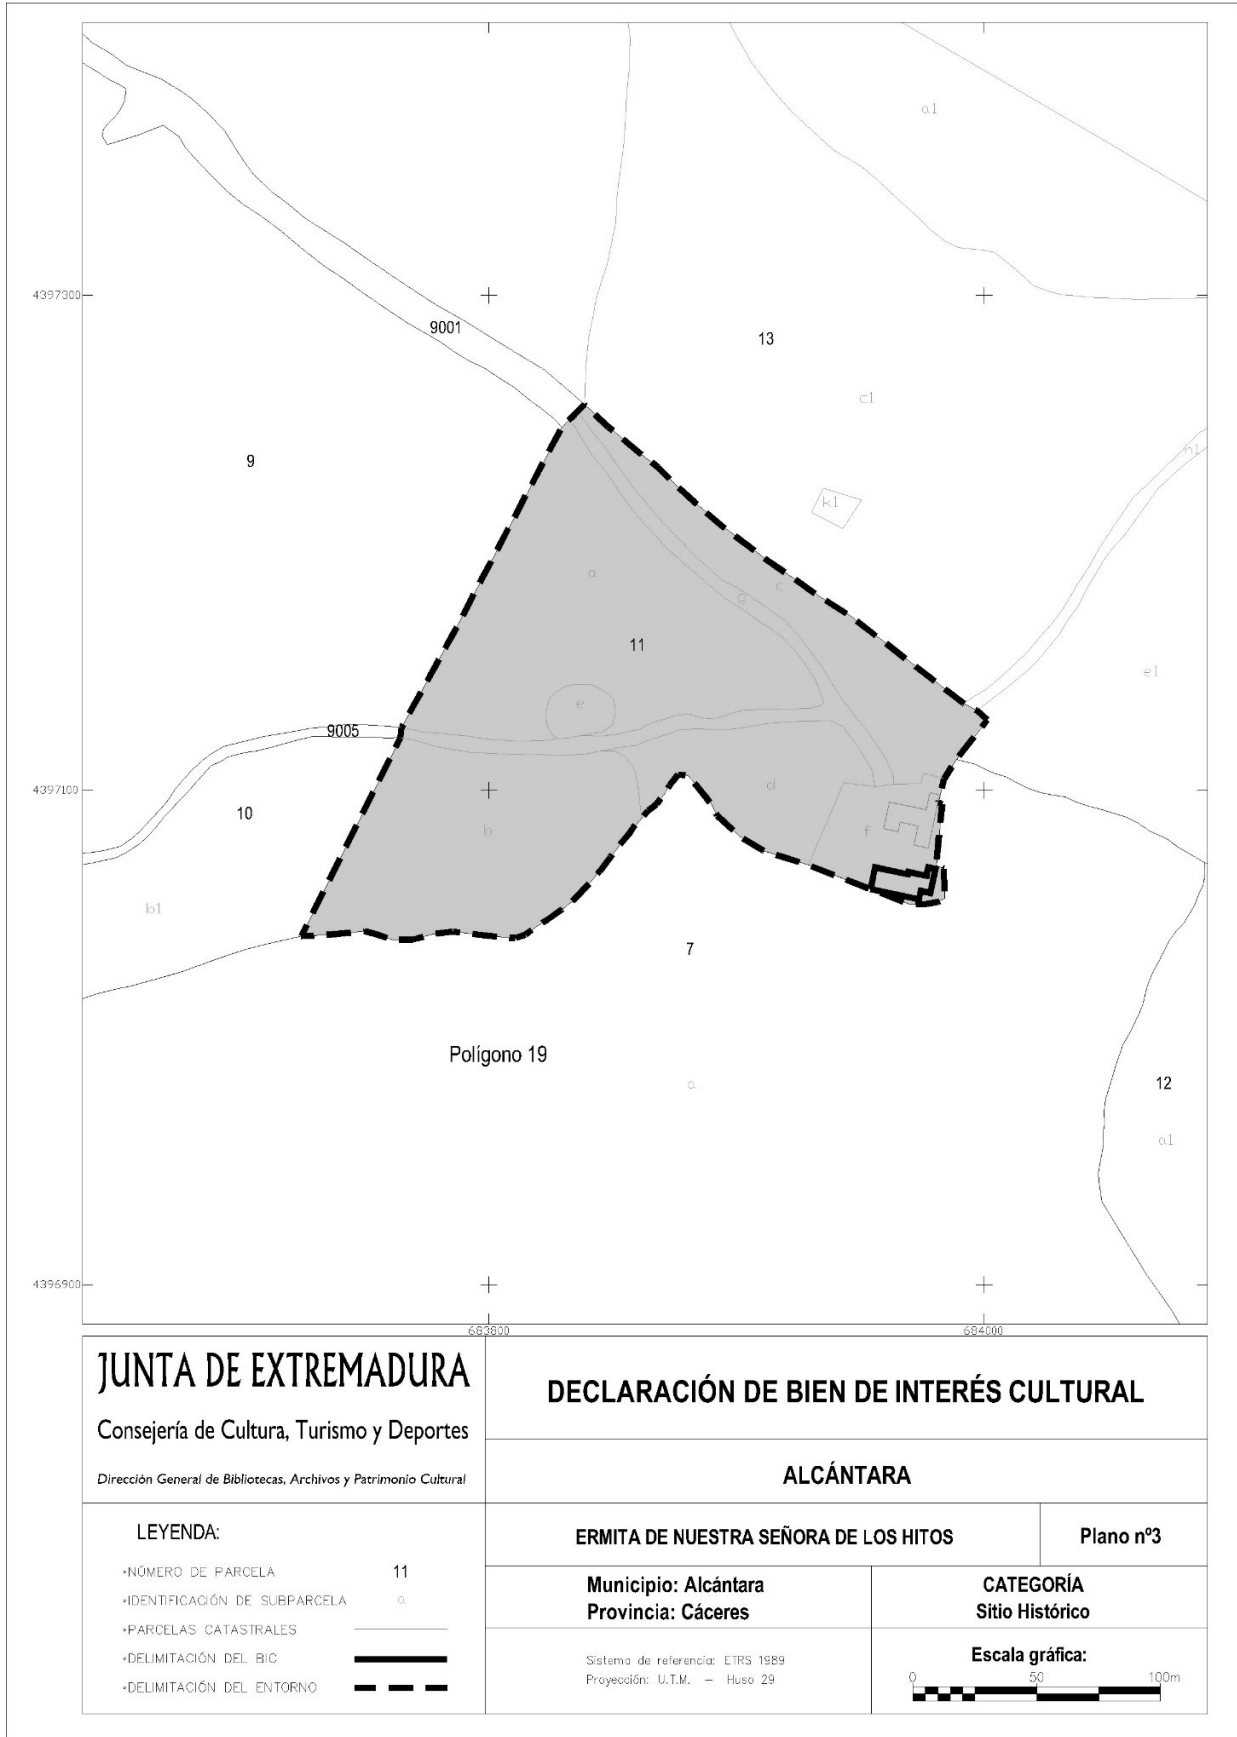 a1
4397300
9001
13
c1
9
k1
n1
a
c
g
11
e1
e
9005
4397100
d
10
b
f
b1
7
Polígono 19
a
12
a1
4396900
683800
684000
JUNTA DE EXTREMADURA
Consejería de Cultura, Turismo y Deportes
Dirección General de Bibliotecas, Archivos y Patrimonio Cultural
DECLARACIÓN DE BIEN DE INTERÉS CULTURAL
ALCÁNTARA
ERMITA DE NUESTRA SEÑORA DE LOS HITOS
Plano nº3
LEYENDA:
•NÚMERO DE PARCELA 11
•IDENTIFICACIÓN DE SUBPARCELA a
•PARCELAS CATASTRALES
•DELIMITACIÓN DEL BIC
•DELIMITACIÓN DEL ENTORNO
Municipio: Alcántara
Provincia: Cáceres
CATEGORÍA
Sitio Histórico
Sistema de referencia: ETRS 1989
Proyección: U.T.M. – Huso 29
Escala gráfica:
0 50 100m